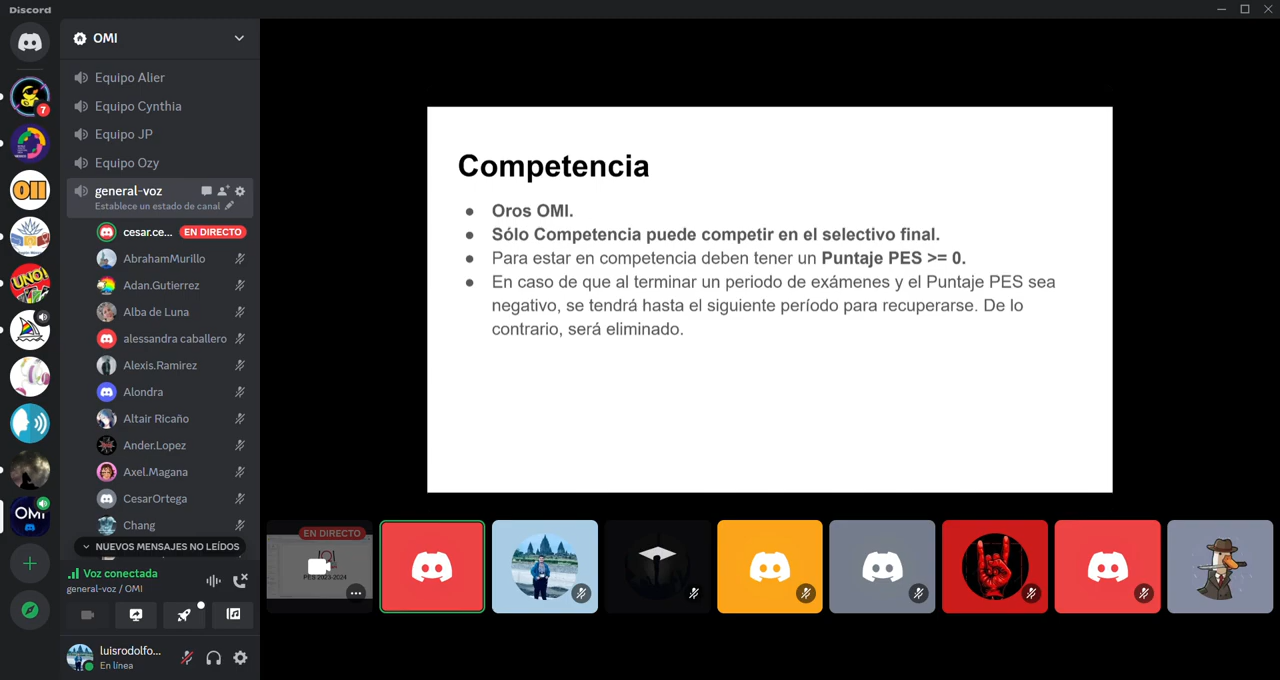 Discord
OMI
Equipo Alier
Equipo Cynthia
Equipo JP
Equipo Ozy
general-voz
Establece un estado de canal
cesar.ce... EN DIRECTO
AbrahamMurillo
Adan.Gutierrez
Alba de Luna
alessandra caballero
Alexis.Ramirez
Alondra
Altair Ricaño
Ander.Lopez
Axel.Magana
CesarOrtega
Chang
NUEVOS MENSAJES NO LEÍDOS
Voz conectada
general-voz / OMI
luisrodolfo...
En línea
7
OII
UNO!
OMI
Competencia
Oros OMI.
Sólo Competencia puede competir en el selectivo final.
Para estar en competencia deben tener un Puntaje PES >= 0.
En caso de que al terminar un periodo de exámenes y el Puntaje PES sea
negativo, se tendrá hasta el siguiente período para recuperarse. De lo
contrario, será eliminado.
EN DIRECTO
PES 2023-2024